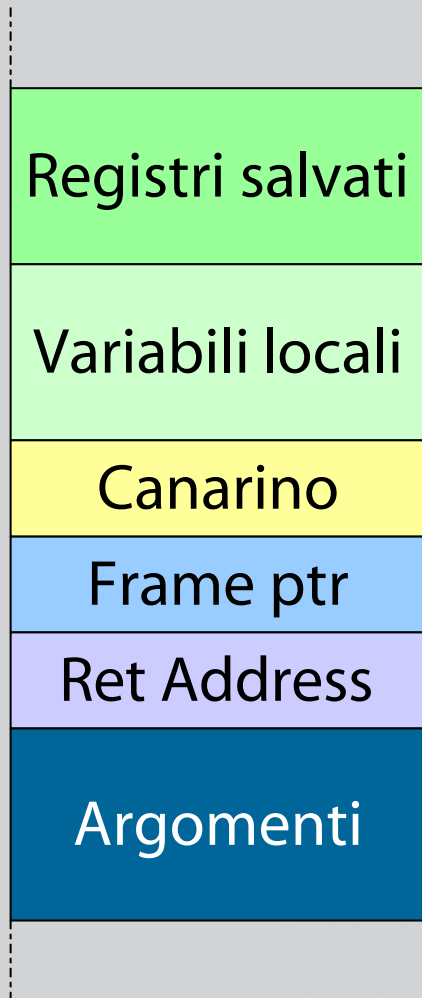 Registri salvati
Variabili locali
Canarino
Frame ptr
Ret Address
Argomenti